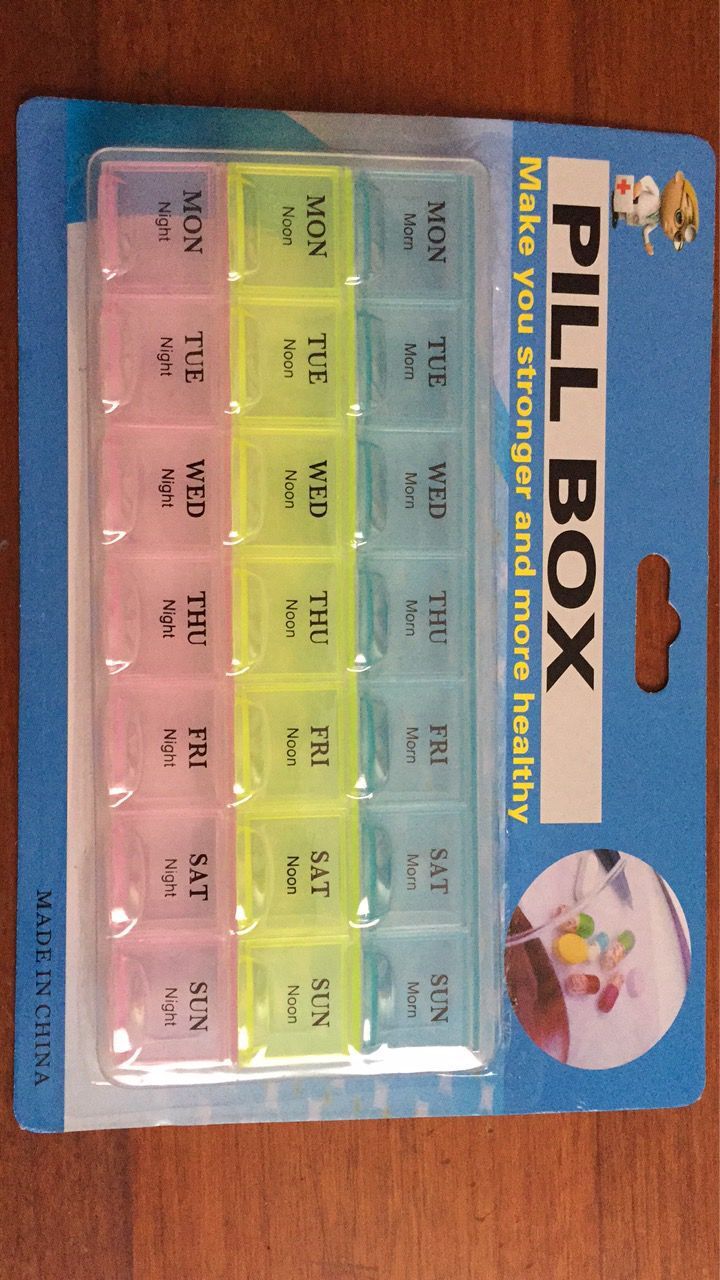 PILL BOX
Make you stronger and more healthy
MON TUE WED THU FRI SAT SUN
Morn Morn Morn Morn Morn Morn Morn
MON TUE WED THU FRI SAT SUN
Noon Noon Noon Noon Noon Noon Noon
MON TUE WED THU FRI SAT SUN
Night Night Night Night Night Night Night
MADE IN CHINA